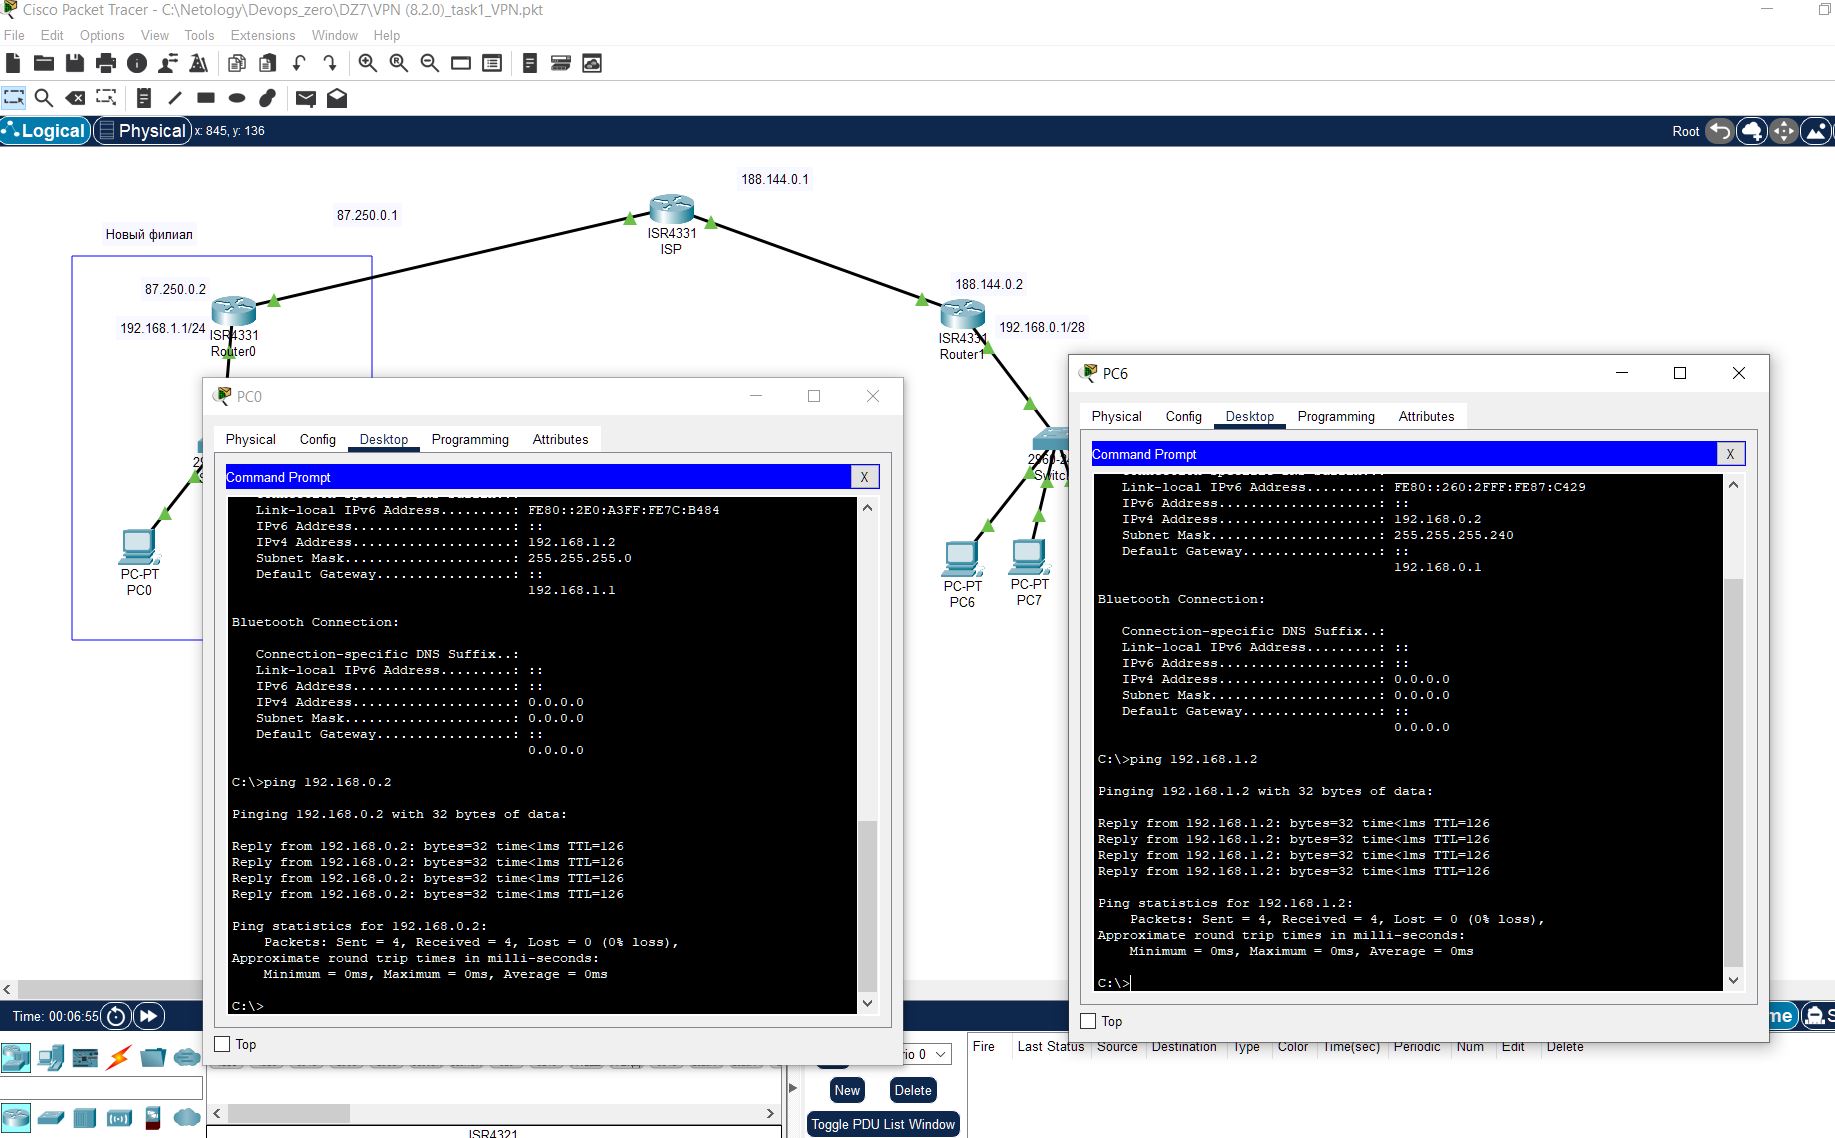 Cisco Packet Tracer - C:\Netology\Devops_zero\DZ7\VPN (8.2.0)_task1_VPN.pkt
File Edit Options View Tools Extensions Window Help
Logical Physical x: 845, y: 136
Root
188.144.0.1
87.250.0.1
ISR4331
ISP
Новый филиал
87.250.0.2
192.168.1.1/24
ISR4331
Router0
188.144.0.2
192.168.0.1/28
ISR4331
Router1
PC-PT
PC0
PC-PT
PC6
PC-PT
PC7
PC0
Physical Config Desktop Programming Attributes
Command Prompt X
Link-local IPv6 Address.........: FE80::2E0:A3FF:FE7C:B484
IPv6 Address....................: ::
IPv4 Address....................: 192.168.1.2
Subnet Mask.....................: 255.255.255.0
Default Gateway.................: ::
192.168.1.1
Bluetooth Connection:
Connection-specific DNS Suffix..:
Link-local IPv6 Address.........: ::
IPv6 Address....................: ::
IPv4 Address....................: 0.0.0.0
Subnet Mask.....................: 0.0.0.0
Default Gateway.................: ::
0.0.0.0
C:\>ping 192.168.0.2
Pinging 192.168.0.2 with 32 bytes of data:
Reply from 192.168.0.2: bytes=32 time<1ms TTL=126
Reply from 192.168.0.2: bytes=32 time<1ms TTL=126
Reply from 192.168.0.2: bytes=32 time<1ms TTL=126
Reply from 192.168.0.2: bytes=32 time<1ms TTL=126
Ping statistics for 192.168.0.2:
Packets: Sent = 4, Received = 4, Lost = 0 (0% loss),
Approximate round trip times in milli-seconds:
Minimum = 0ms, Maximum = 0ms, Average = 0ms
C:\>
Top
PC6
Physical Config Desktop Programming Attributes
Command Prompt X
Link-local IPv6 Address.........: FE80::260:2FFF:FE87:C429
IPv6 Address....................: ::
IPv4 Address....................: 192.168.0.2
Subnet Mask.....................: 255.255.255.240
Default Gateway.................: ::
192.168.0.1
Bluetooth Connection:
Connection-specific DNS Suffix..:
Link-local IPv6 Address.........: ::
IPv6 Address....................: ::
IPv4 Address....................: 0.0.0.0
Subnet Mask.....................: 0.0.0.0
Default Gateway.................: ::
0.0.0.0
C:\>ping 192.168.1.2
Pinging 192.168.1.2 with 32 bytes of data:
Reply from 192.168.1.2: bytes=32 time<1ms TTL=126
Reply from 192.168.1.2: bytes=32 time<1ms TTL=126
Reply from 192.168.1.2: bytes=32 time<1ms TTL=126
Reply from 192.168.1.2: bytes=32 time<1ms TTL=126
Ping statistics for 192.168.1.2:
Packets: Sent = 4, Received = 4, Lost = 0 (0% loss),
Approximate round trip times in milli-seconds:
Minimum = 0ms, Maximum = 0ms, Average = 0ms
C:\>
Top
Time: 00:06:55
Fire Last Status Source Destination Type Color Time(sec) Periodic Num Edit Delete
New Delete
Toggle PDU List Window
ISR4321